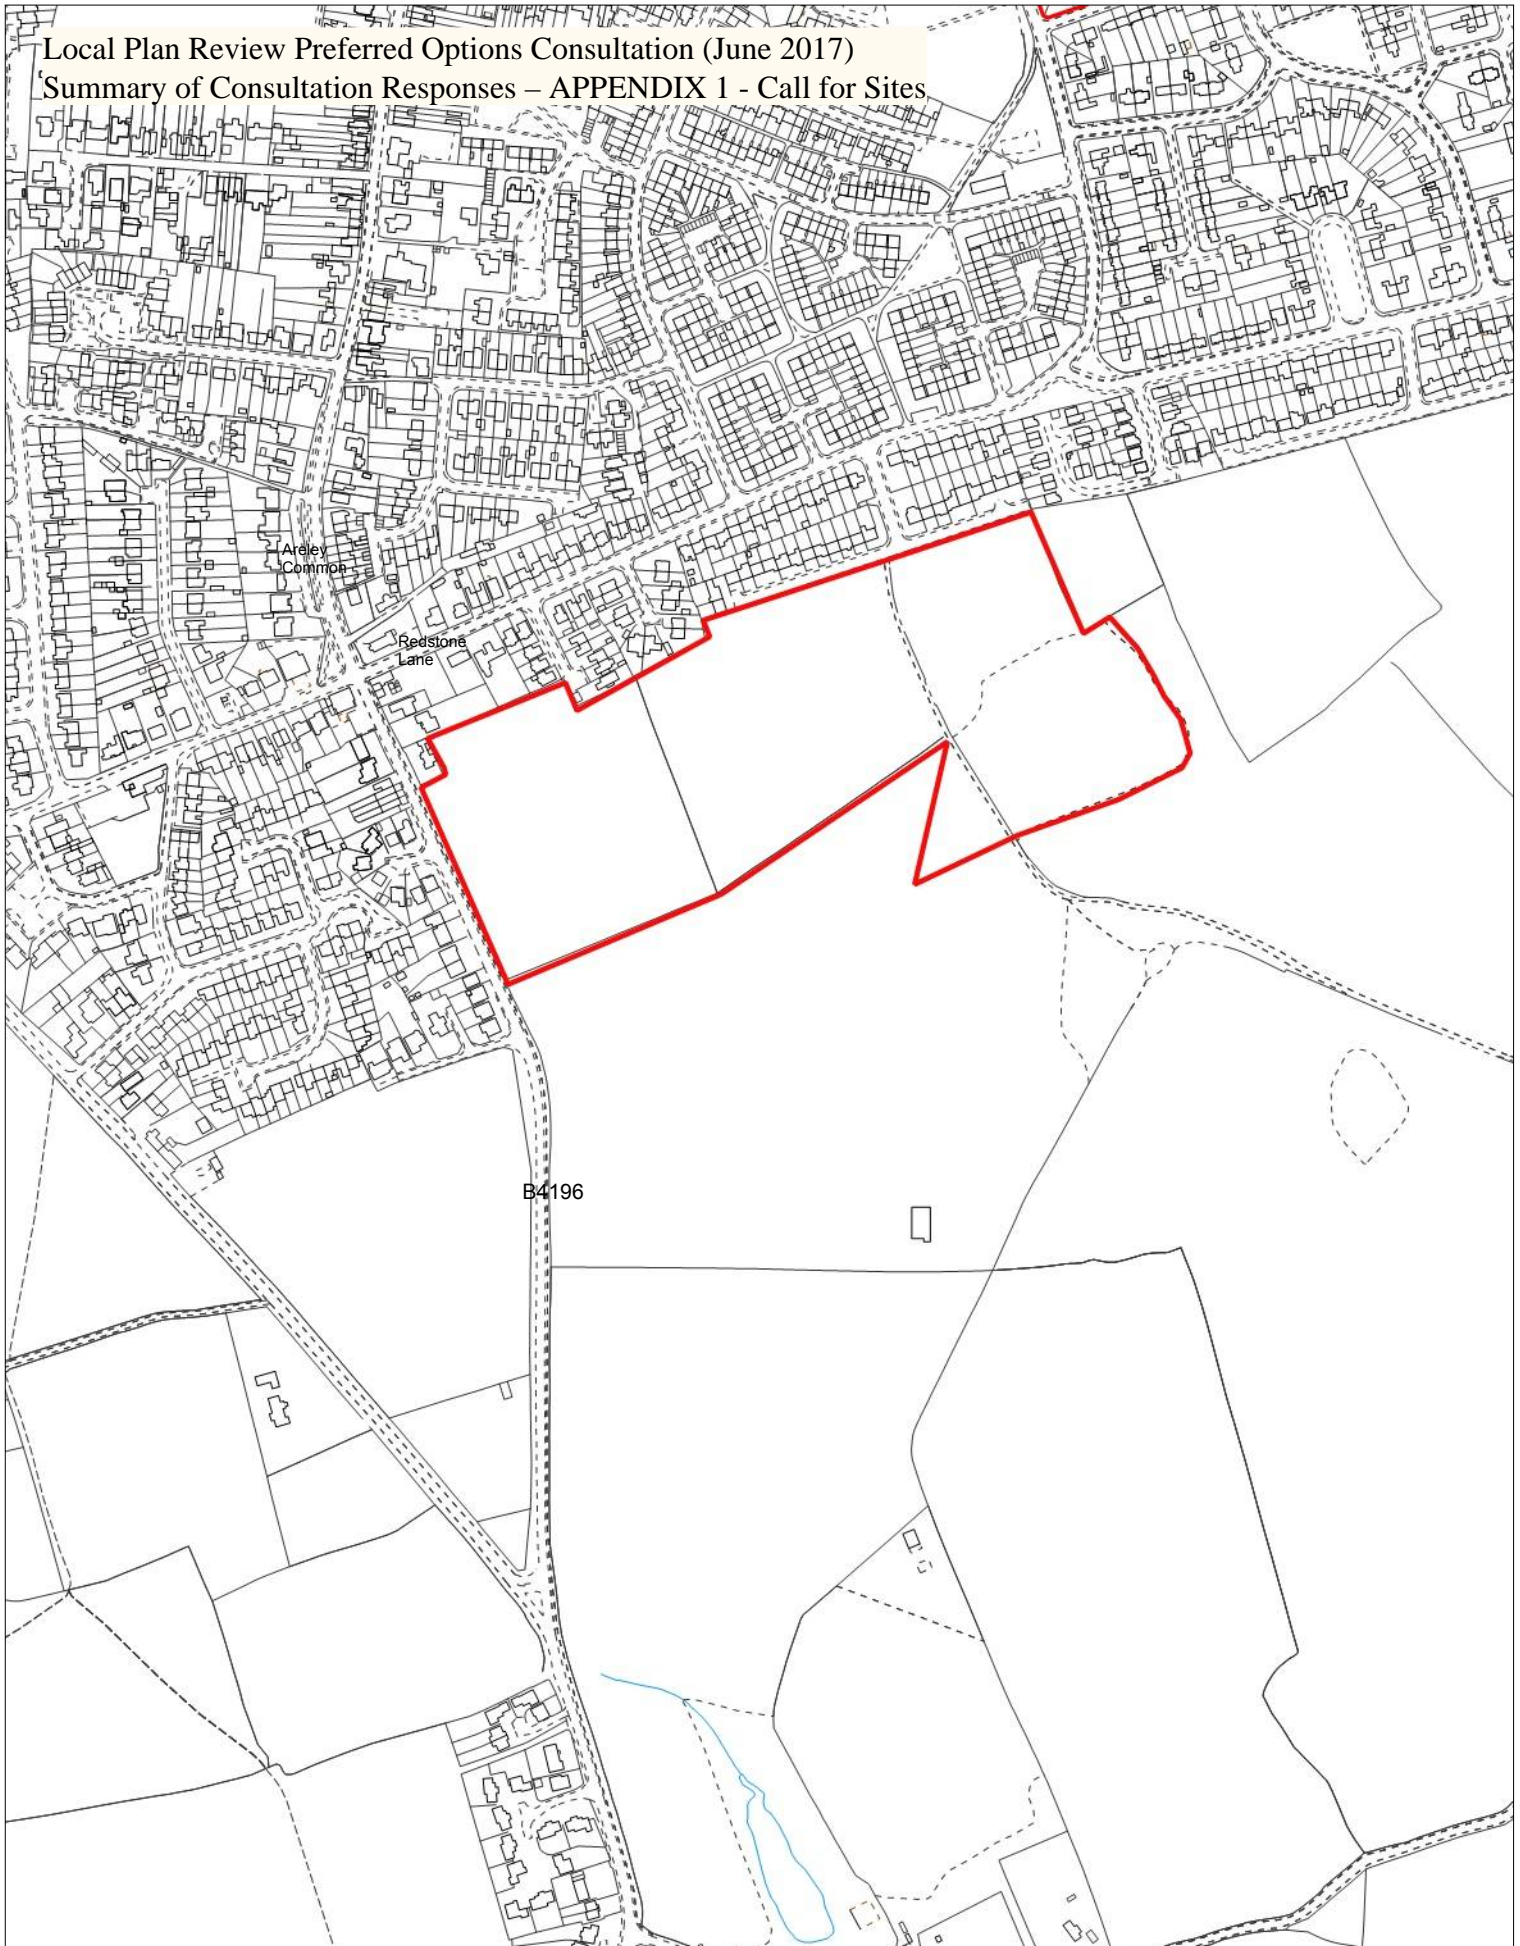 Local Plan Review Preferred Options Consultation (June 2017)
Summary of Consultation Responses – APPENDIX 1 - Call for Sites
Areley
Common
Redstone
Lane
B4196